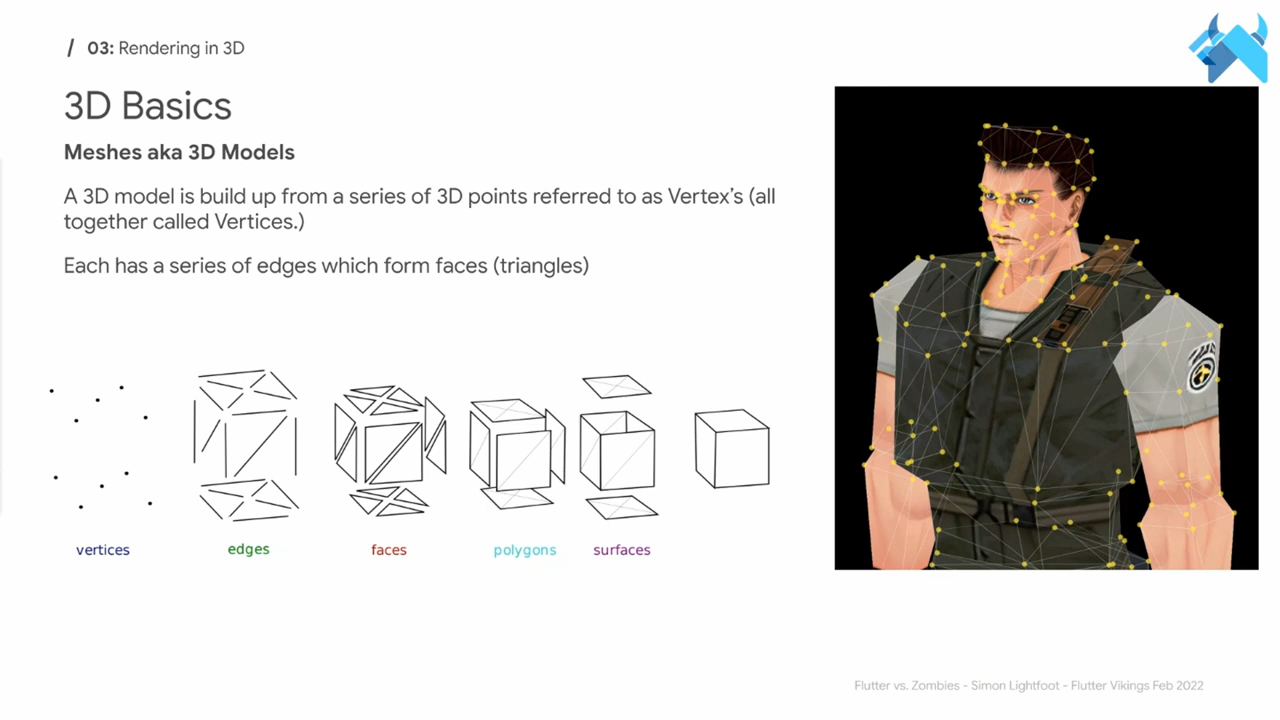 / 03: Rendering in 3D
3D Basics
Meshes aka 3D Models
A 3D model is build up from a series of 3D points referred to as Vertex’s (all
together called Vertices.)
Each has a series of edges which form faces (triangles)
vertices edges faces polygons surfaces
Flutter vs. Zombies - Simon Lightfoot - Flutter Vikings Feb 2022